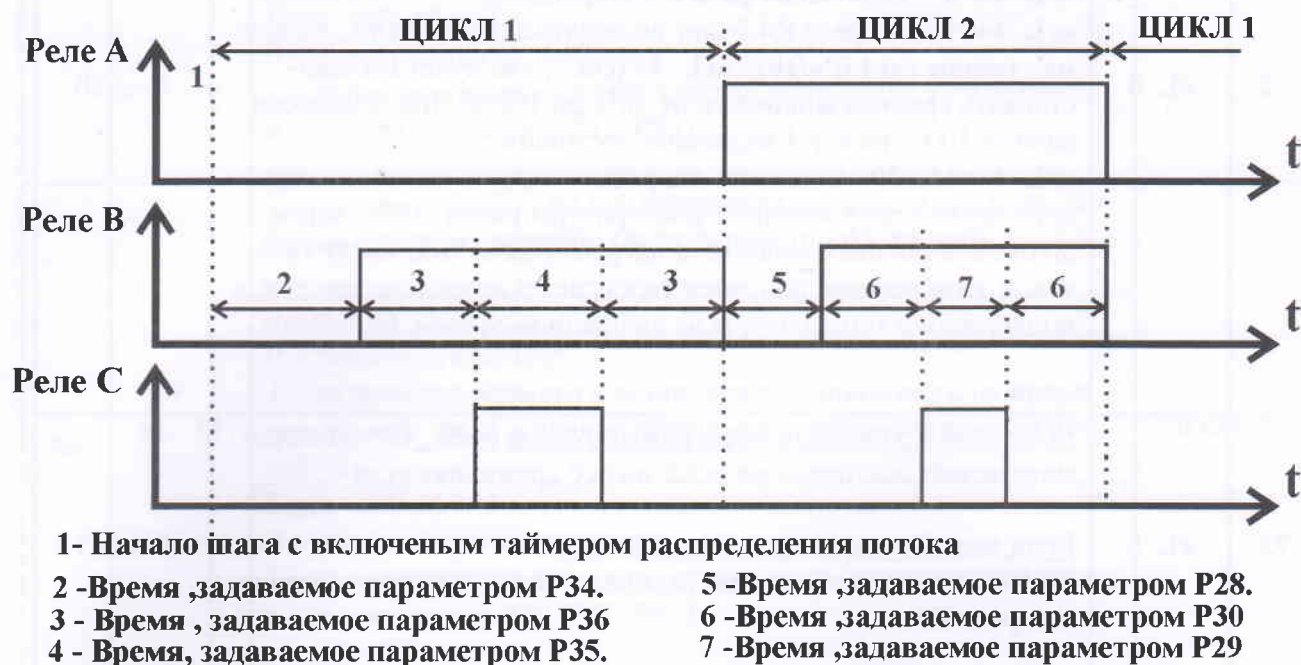 ЦИКЛ 1 ЦИКЛ 2 ЦИКЛ 1
Реле А
1
t
Реле В
2 3 4 3 5 6 7 6
t
Реле С
t
1- Начало шага с включеным таймером распределения потока
2 -Время ,задаваемое параметром Р34.
3 - Время , задаваемое параметром Р36
4 - Время, задаваемое параметром Р35.
5 -Время ,задаваемое параметром Р28.
6 -Время ,задаваемое параметром Р30
7 -Время ,задаваемое параметром Р29